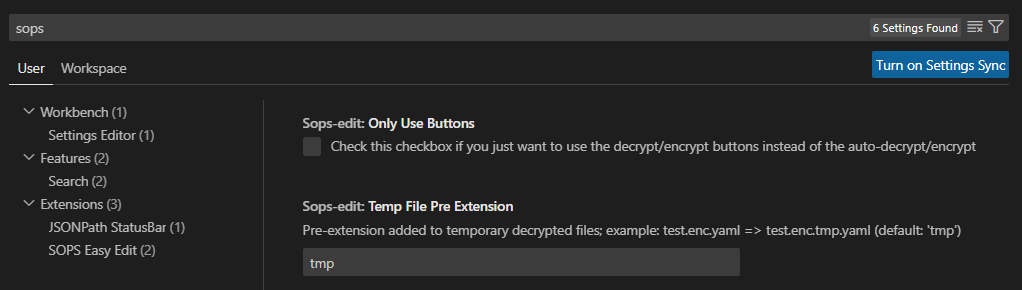 sops
6 Settings Found
User
Workspace
Turn on Settings Sync
Workbench (1)
Settings Editor (1)
Features (2)
Search (2)
Extensions (3)
JSONPath StatusBar (1)
SOPS Easy Edit (2)
Sops-edit: Only Use Buttons
Check this checkbox if you just want to use the decrypt/encrypt buttons instead of the auto-decrypt/encrypt
Sops-edit: Temp File Pre Extension
Pre-extension added to temporary decrypted files; example: test.enc.yaml => test.enc.tmp.yaml (default: 'tmp')
tmp